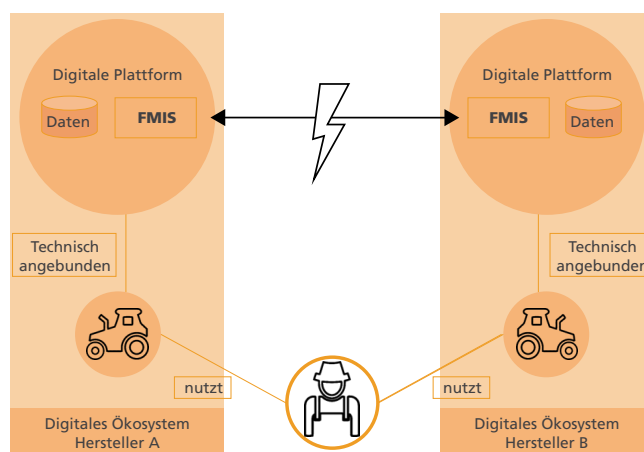 Digitale Plattform
Daten
FMIS
Technisch
angebunden
nutzt
Digitales Ökosystem
Hersteller A
Digitale Plattform
FMIS
Daten
Technisch
angebunden
nutzt
Digitales Ökosystem
Hersteller B